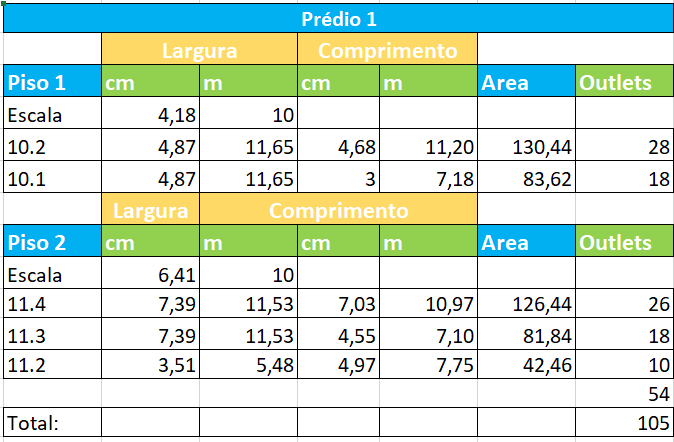 Prédio 1
Largura Comprimento
Piso 1 cm m cm m Area Outlets
Escala 4,18 10
10.2 4,87 11,65 4,68 11,20 130,44 28
10.1 4,87 11,65 3 7,18 83,62 18
Largura Comprimento
Piso 2 cm m cm m Area Outlets
Escala 6,41 10
11.4 7,39 11,53 7,03 10,97 126,44 26
11.3 7,39 11,53 4,55 7,10 81,84 18
11.2 3,51 5,48 4,97 7,75 42,46 10
54
Total: 105